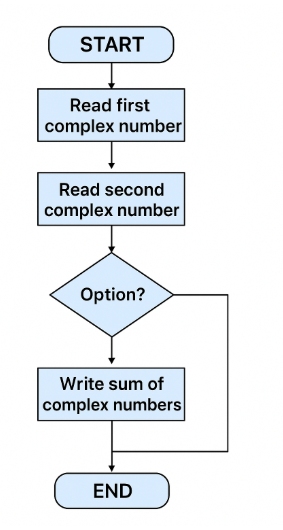 START
Read first
complex number
Read second
complex number
Option?
Write sum of
complex numbers
END